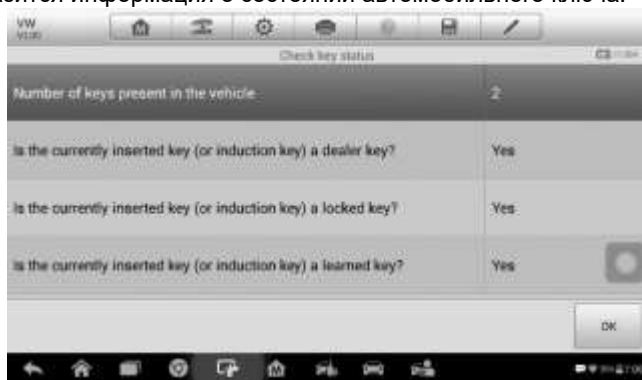 информация о состоянии автомобильного ключа.
VW
Check key status
Number of keys present in the vehicle 2
Is the currently inserted key (or induction key) a dealer key? Yes
Is the currently inserted key (or induction key) a locked key? Yes
Is the currently inserted key (or induction key) a learned key? Yes
OK